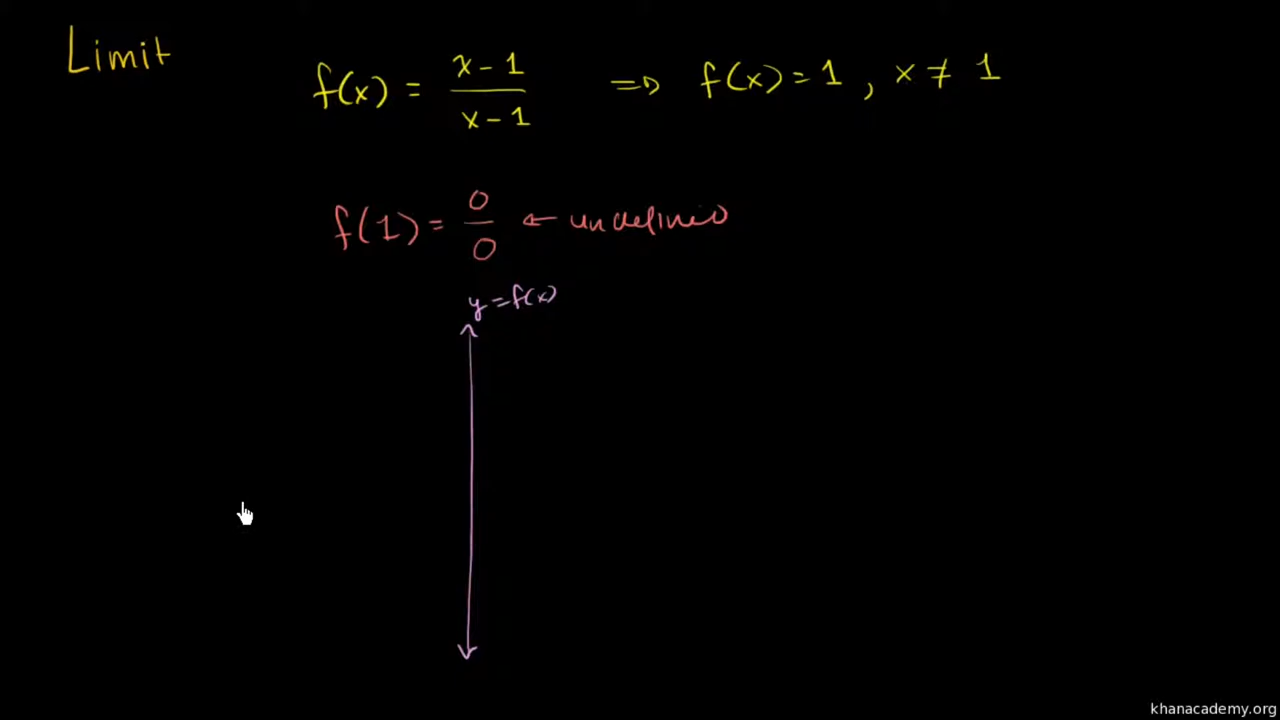 Limit
f(x) = x-1 / x-1 ⇒ f(x) = 1 , x ≠ 1
f(1) = 0 / 0 ← undefined
y = f(x)
khanacademy.org